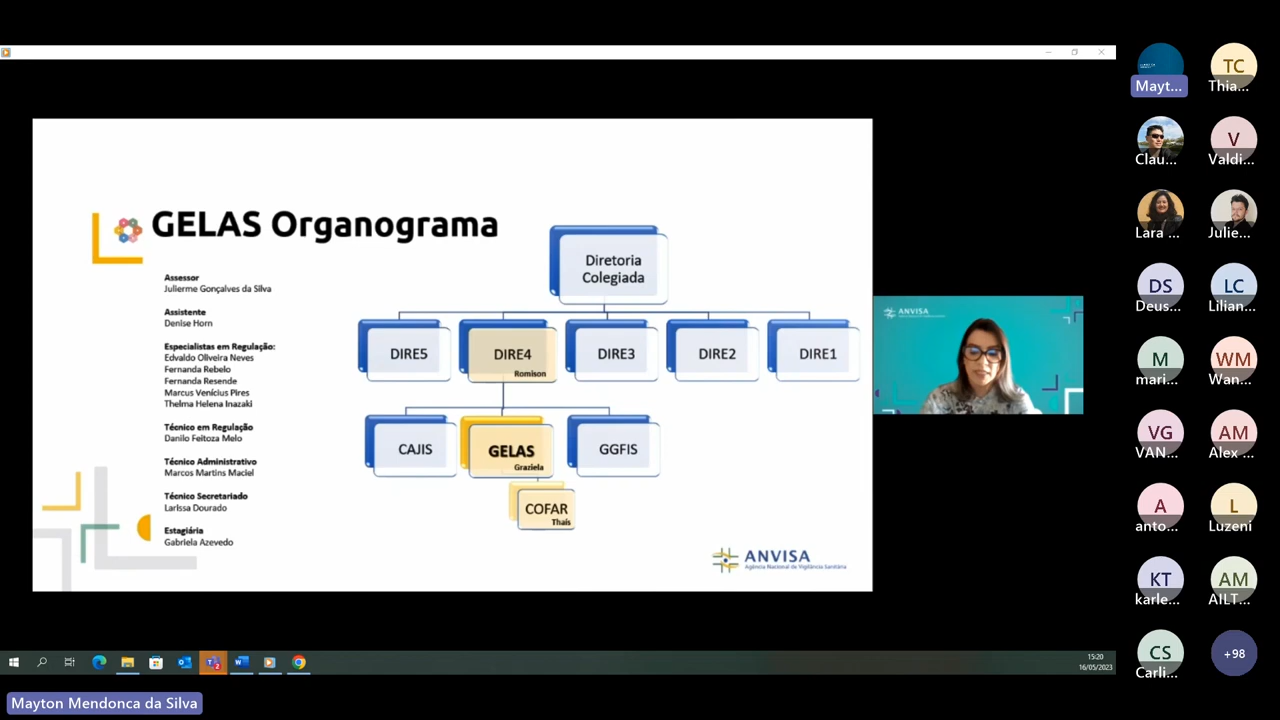 GELAS Organograma
Assessor
Julierme Gonçalves da Silva
Assistente
Denise Horn
Especialistas em Regulação:
Edvaldo Oliveira Neves
Fernanda Rebelo
Fernanda Resende
Marcus Venícius Pires
Thelma Helena Inazaki
Técnico em Regulação
Danilo Feitoza Melo
Técnico Administrativo
Marcos Martins Maciel
Técnico Secretariado
Larissa Dourado
Estagiária
Gabriela Azevedo
Diretoria
Colegiada
DIRE5
DIRE4
Romison
DIRE3
DIRE2
DIRE1
CAJIS
GELAS
Graziela
GGFIS
COFAR
Thais
ANVISA
Agência Nacional de Vigilância Sanitária
ANVISA
Mayt...
TC
Thia...
Clau...
V
Valdi...
Lara ...
Julie...
DS
Deus...
LC
Lilian...
M
mari...
WM
Wan...
VG
VAN...
AM
Alex ...
A
anto...
L
Luzeni
KT
karle...
AM
AILT...
CS
Carli...
+98
15:20
16/05/2023
Mayton Mendonca da Silva